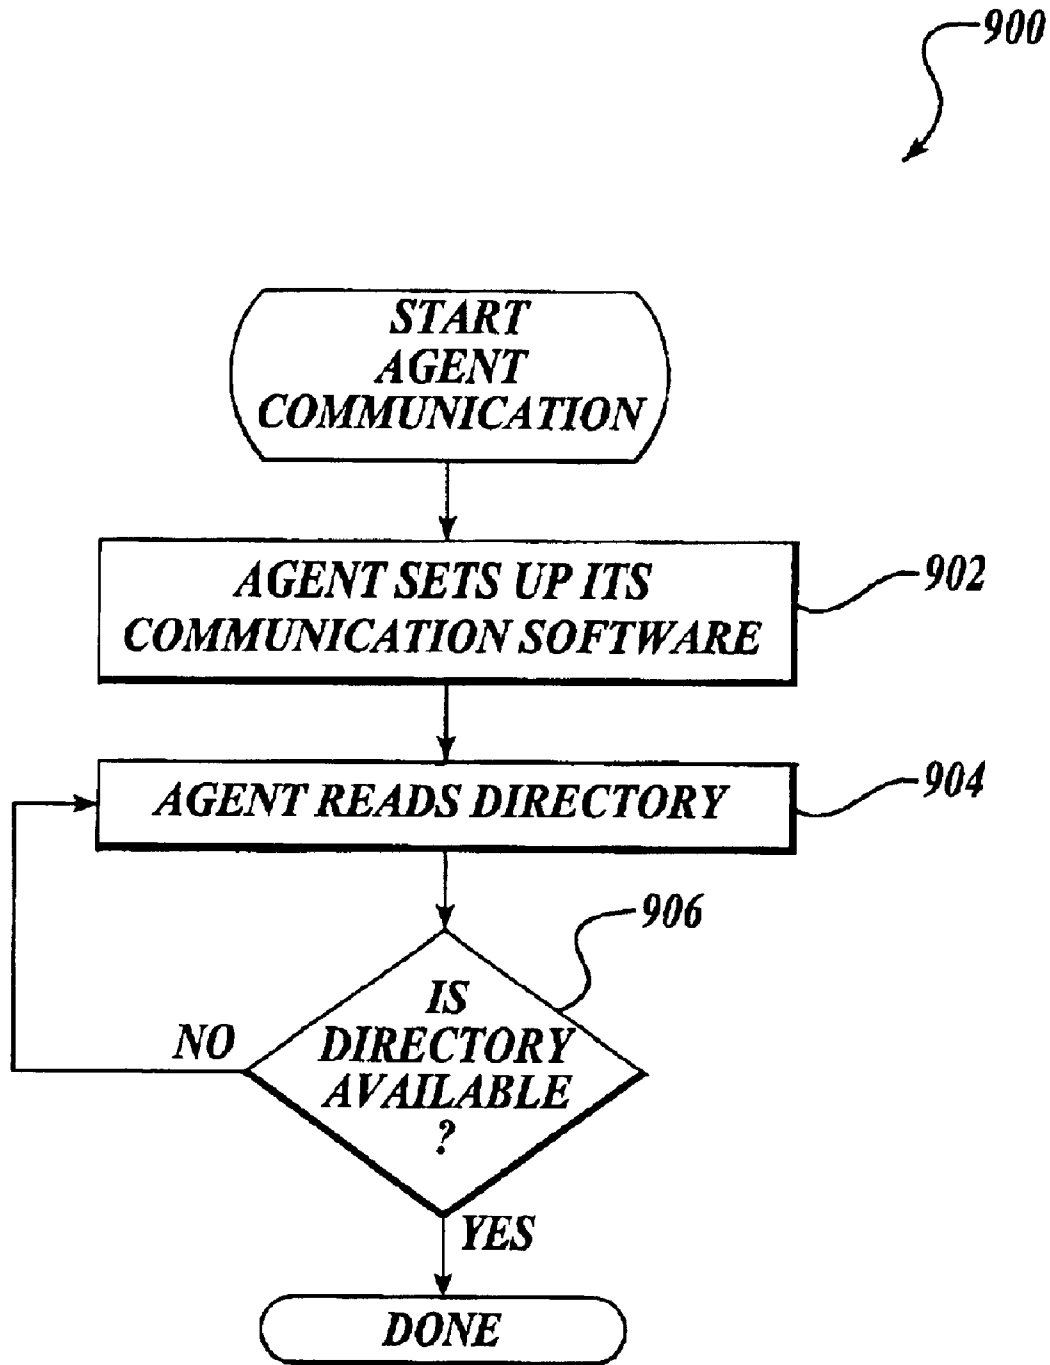 900
START
AGENT
COMMUNICATION
AGENT SETS UP ITS
COMMUNICATION SOFTWARE
902
AGENT READS DIRECTORY
904
906
IS
DIRECTORY
AVAILABLE
?
NO
YES
DONE